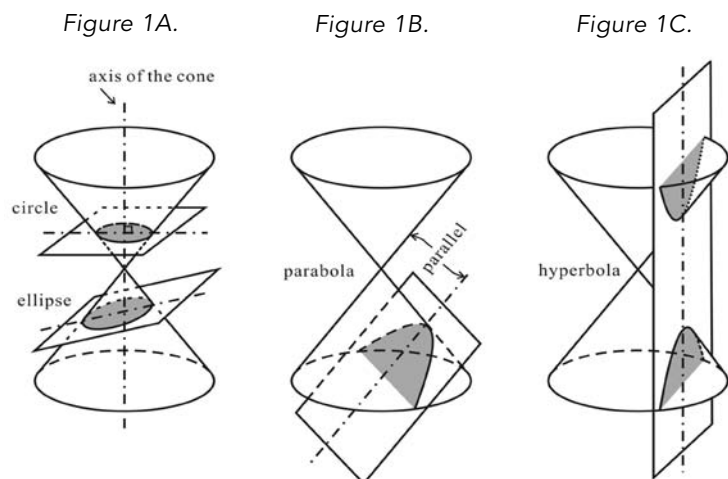 Figure 1A.
Figure 1B.
Figure 1C.
axis of the cone
circle
ellipse
parabola
parallel
hyperbola